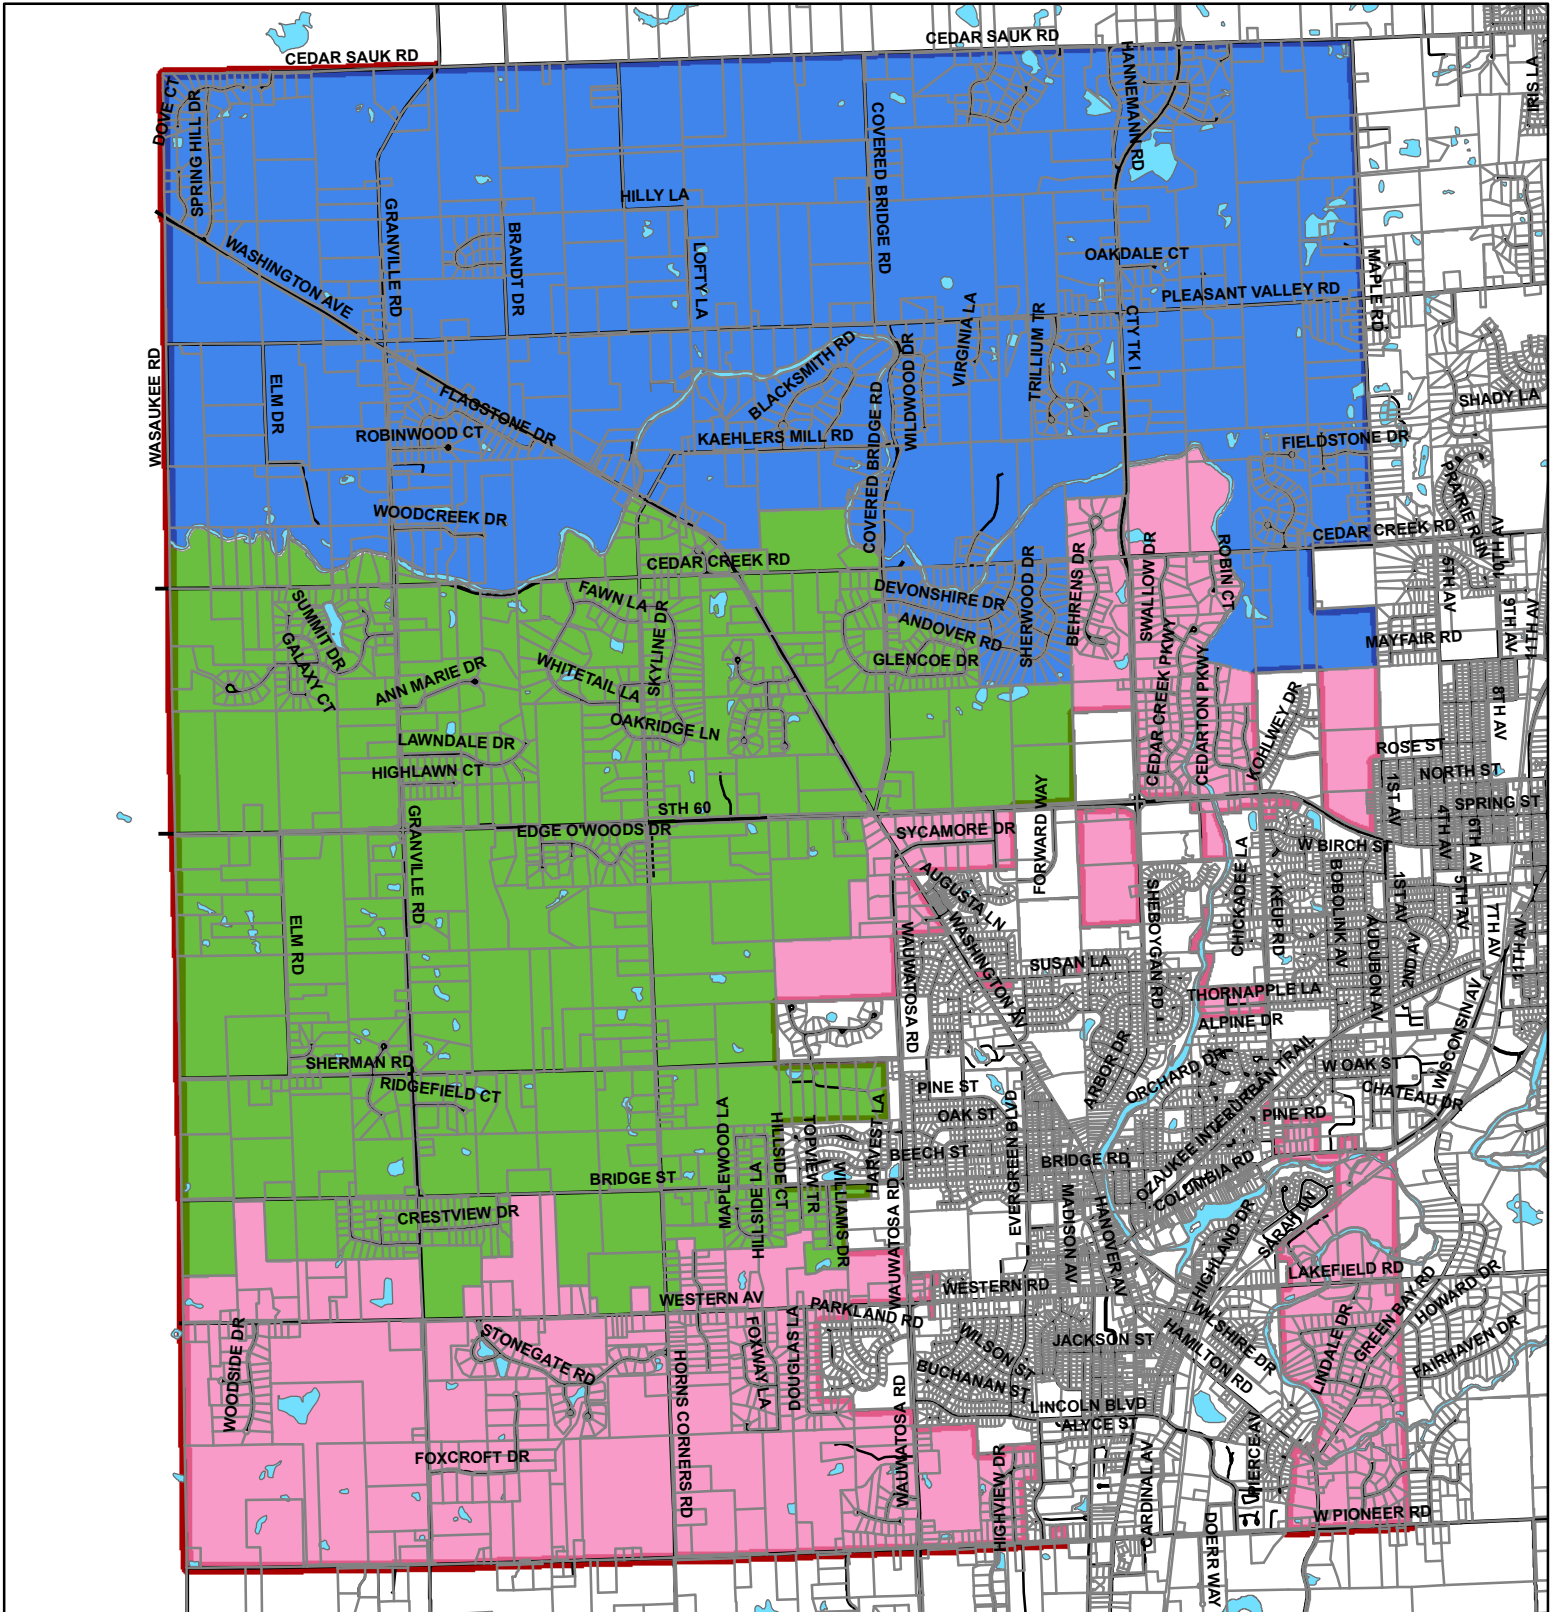 CEDAR SAUK RD
CEDAR SAUK RD
HANNEMANN RD
IRIS LA
DOVE CT
SPRING HILL DR
COVERED BRIDGE RD
HILLY LA
GRANVILLE RD
BRANDT DR
LOFTY LA
WASHINGTON AVE
OAKDALE CT
PLEASANT VALLEY RD
MAPLE RD
CTY TK I
VIRGINIA LA
TRILLIUM TR
WASAUKEE RD
ELM DR
FLAGSTONE DR
ROBINWOOD CT
BLACKSMITH RD
WILDWOOD DR
KAEHLERS MILL RD
COVERED BRIDGE RD
SHADY LA
FIELDSTONE DR
PRAIRIE RUN
WOODCREEK DR
CEDAR CREEK RD
10TH AV
CEDAR CREEK RD
SWALLOW DR
ROBIN CT
BEHRENS DR
SHERWOOD DR
DEVONSHIRE DR
ANDOVER RD
GLENCOE DR
6TH AV
9TH AV
11TH AV
MAYFAIR RD
FAWN LA
SKYLINE DR
SUMMIT DR
GALAXY CT
ANN MARIE DR
WHITETAIL LA
OAKRIDGE LN
CEDAR CREEK PKWY
CEDARTON PKWY
KOHLWEY DR
8TH AV
LAWNDALE DR
HIGHLAWN CT
ROSE ST
NORTH ST
SPRING ST
1ST AV
4TH AV
6TH AV
STH 60
EDGE O'WOODS DR
GRANVILLE RD
SYCAMORE DR
FORWARD WAY
W BIRCH ST
AUGUSTA LN
WASHINGTON AV
SHEBOYGAN RD
CHICKADEE LA
KEUP RD
BOBOLINK AV
1ST AV
5TH AV
7TH AV
11TH AV
AUDUBON AV
2ND AV
ELM RD
WAUWATOSA RD
SUSAN LA
THORNAPPLE LA
ALPINE DR
WISCONSIN AV
SHERMAN RD
RIDGEFIELD CT
ARBOR DR
ORCHARD DR
OZAUKEE INTERURBAN TRAIL
W OAK ST
CHATEAU DR
PINE ST
OAK ST
PINE RD
EVERGREEN BLVD
MAPLEWOOD LA
HILLSIDE CT
TOPVIEW TR
HARVEST LA
BEECH ST
BRIDGE RD
COLUMBIA RD
BRIDGE ST
HILLSIDE LA
WILLIAMS DR
WAUWATOSA RD
MADISON AV
HANOVER AV
HIGHLAND DR
SARAH LN
CRESTVIEW DR
LAKEFIELD RD
WESTERN RD
WESTERN AV
PARKLAND RD
GREEN BAY RD
HOWARD DR
WOODSIDE DR
STONEGATE RD
FOXWAY LA
DOUGLAS LA
WILSON ST
JACKSON ST
WILSHIRE DR
HAMILTON RD
LINDALE DR
FAIRHAVEN DR
BUCHANAN ST
LINCOLN BLVD
ALYCE ST
HORNS CORNERS RD
WAUWATOSA RD
FOXCROFT DR
HIGHVIEW DR
CARDINAL AV
PIERCE AV
DOERR WAY
W PIONEER RD